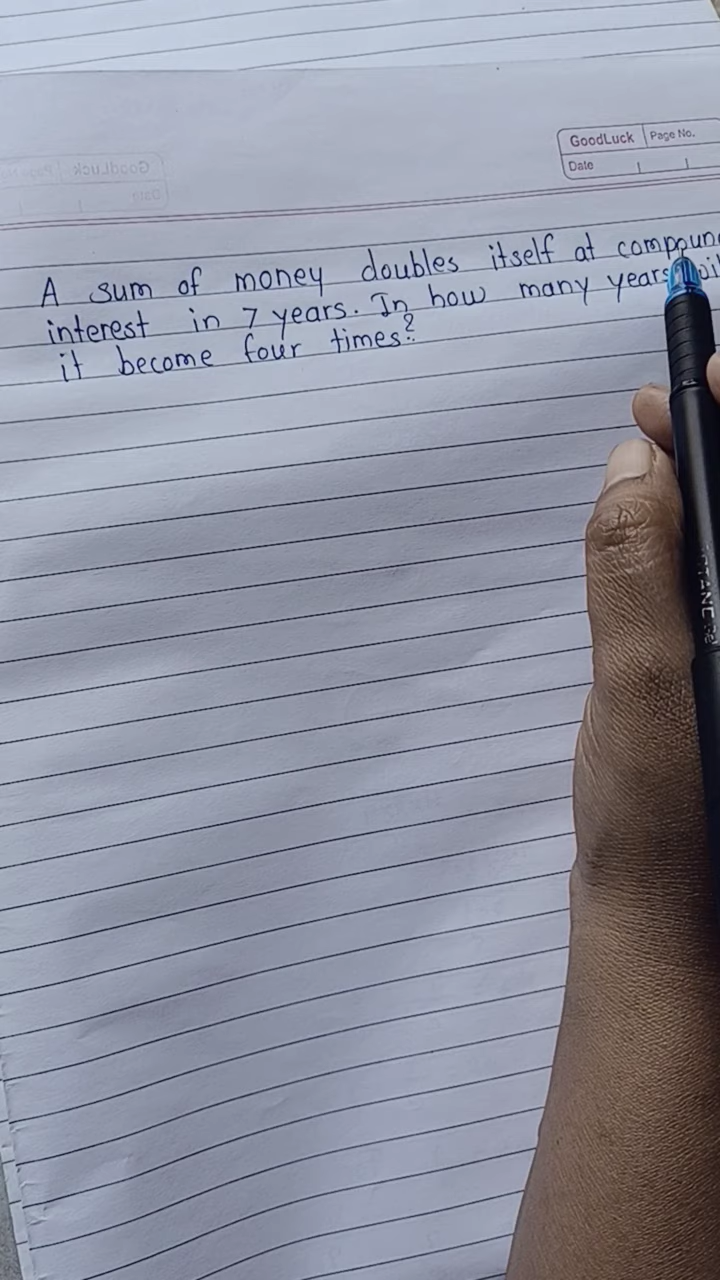 GoodLuck Page No.
Date
A sum of money doubles itself at compoun
interest in 7 years. In how many years
it become four times.?